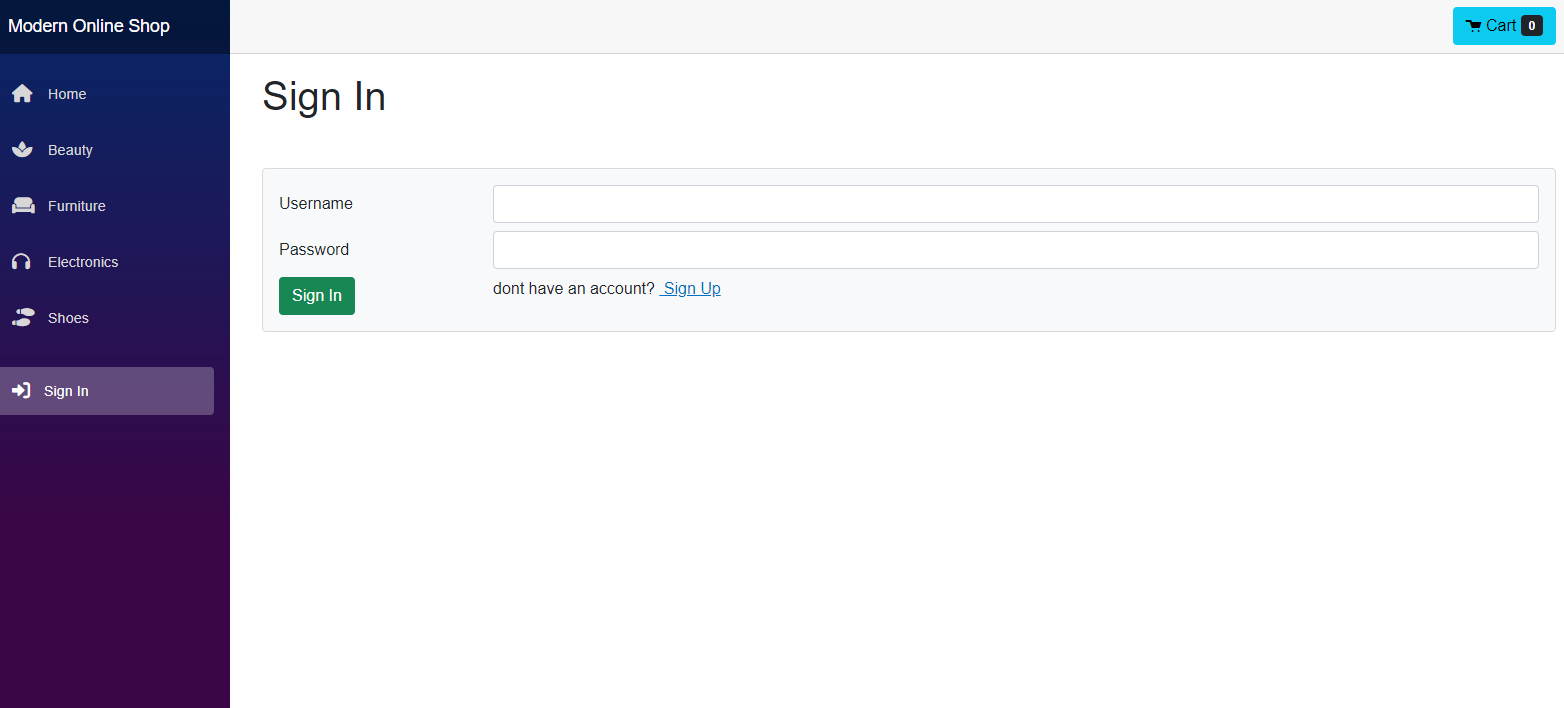 Modern Online Shop
Cart 0
Home
Beauty
Furniture
Electronics
Shoes
Sign In
Sign In
Username
Password
Sign In
dont have an account? Sign Up